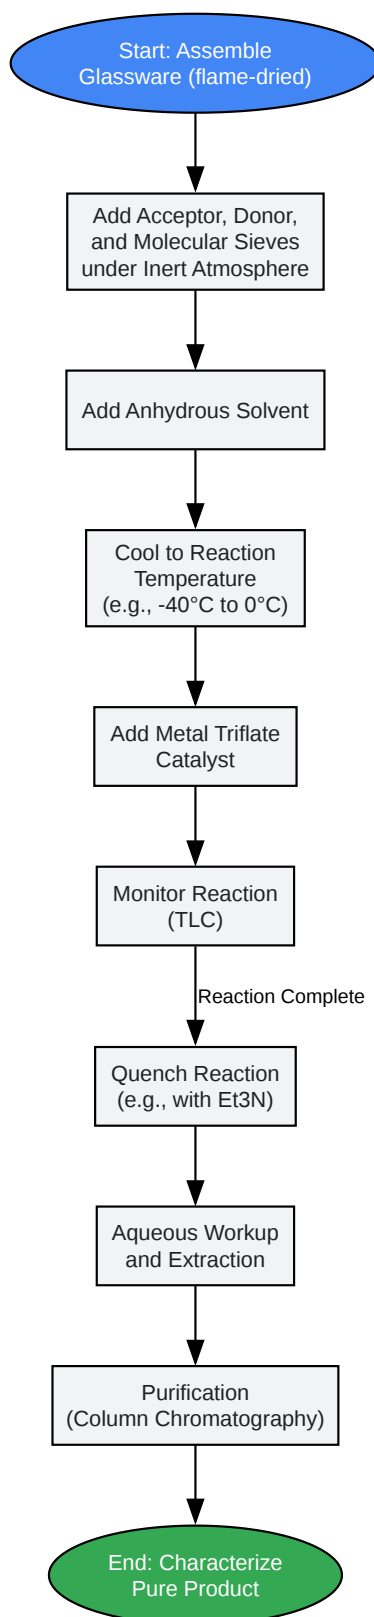 Start: Assemble
Glassware (flame-dried)
Add Acceptor, Donor,
and Molecular Sieves
under Inert Atmosphere
Add Anhydrous Solvent
Cool to Reaction
Temperature
(e.g., -40°C to 0°C)
Add Metal Triflate
Catalyst
Monitor Reaction
(TLC)
Reaction Complete
Quench Reaction
(e.g., with Et3N)
Aqueous Workup
and Extraction
Purification
(Column Chromatography)
End: Characterize
Pure Product